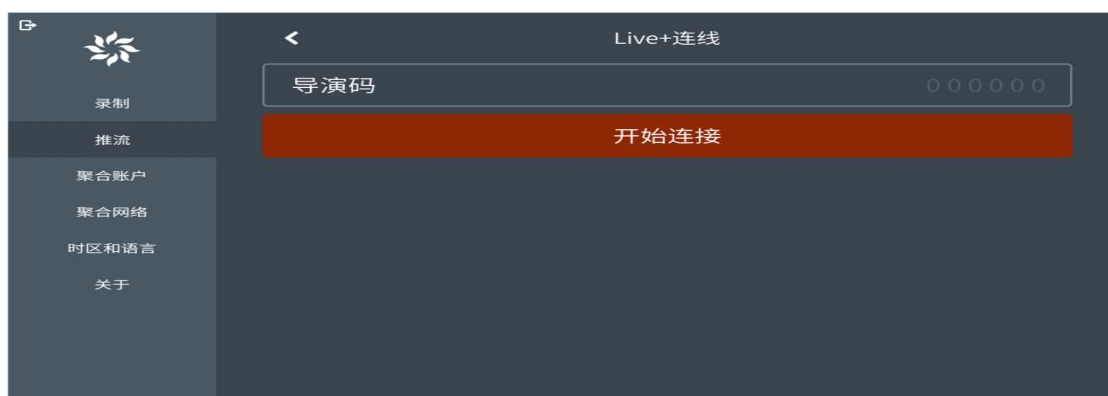 录制
推流
聚合账户
聚合网络
时区和语言
关于
Live+连线
导演码 000000
开始连接